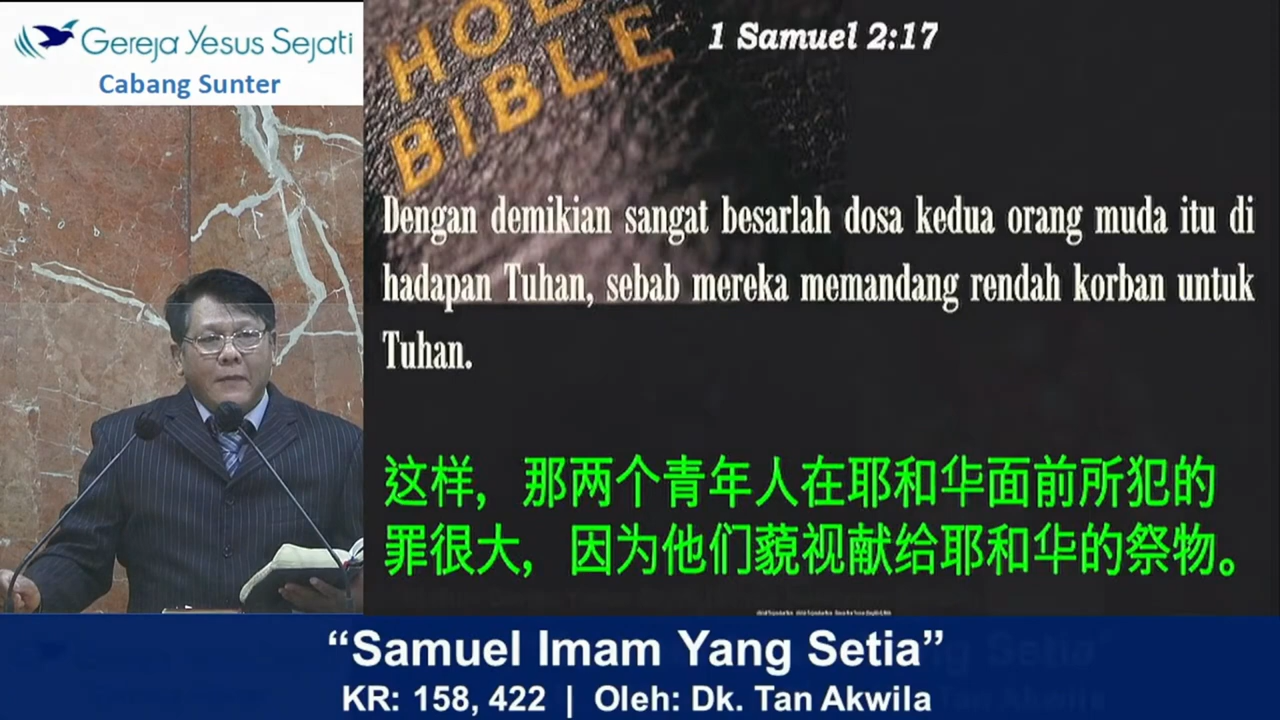 Gereja Yesus Sejati
Cabang Sunter
HOLY
BIBLE
1 Samuel 2:17
Dengan demikian sangat besarlah dosa kedua orang muda itu di
hadapan Tuhan, sebab mereka memandang rendah korban untuk
Tuhan.
这样，那两个青年人在耶和华面前所犯的
罪很大，因为他们藐视献给耶和华的祭物。
“Samuel Imam Yang Setia”
KR: 158, 422 | Oleh: Dk. Tan Akwila